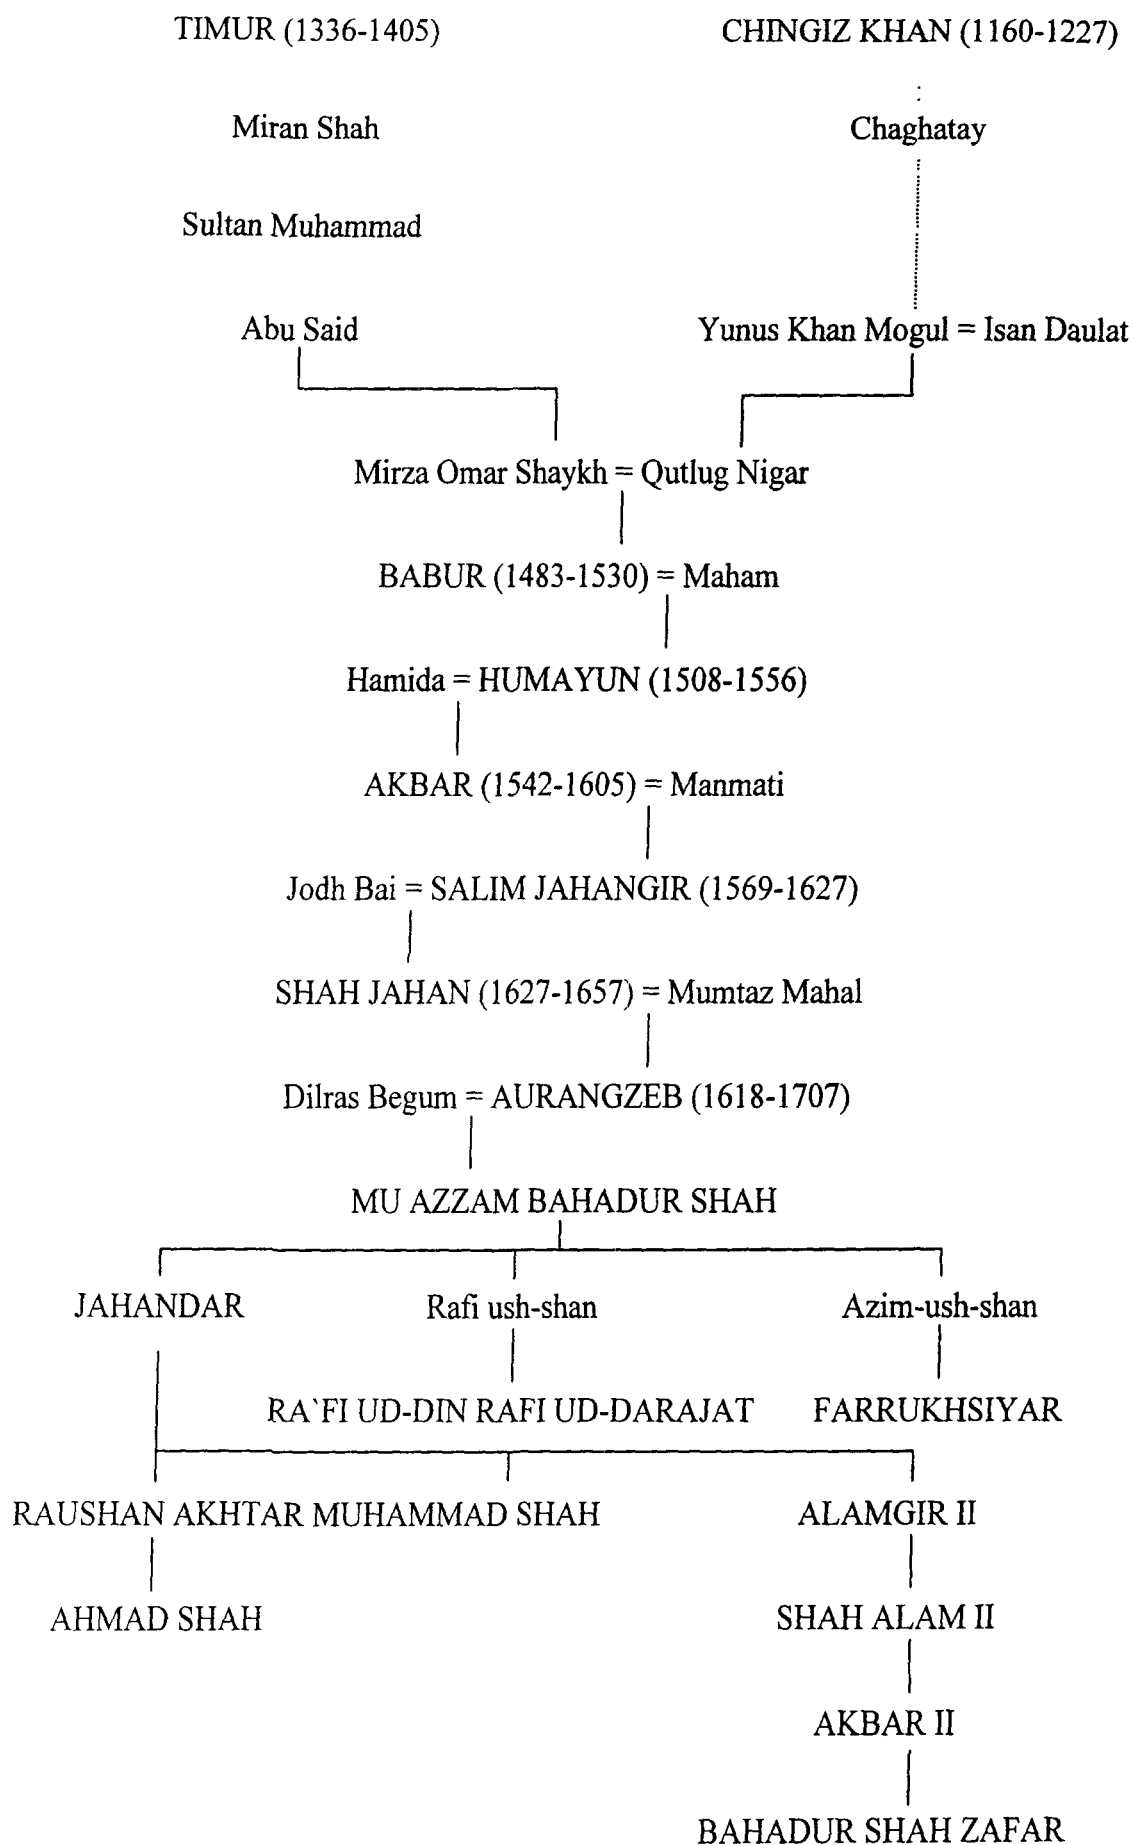 TIMUR (1336-1405) CHINGIZ KHAN (1160-1227)
Miran Shah Chaghatay
Sultan Muhammad
Abu Said Yunus Khan Mogul = Isan Daulat
Mirza Omar Shaykh = Qutlug Nigar
BABUR (1483-1530) = Maham
Hamida = HUMAYUN (1508-1556)
AKBAR (1542-1605) = Manmati
Jodh Bai = SALIM JAHANGIR (1569-1627)
SHAH JAHAN (1627-1657) = Mumtaz Mahal
Dilras Begum = AURANGZEB (1618-1707)
MU AZZAM BAHADUR SHAH
JAHANDAR Rafi ush-shan Azim-ush-shan
RA`FI UD-DIN RAFI UD-DARAJAT FARRUKHSIYAR
RAUSHAN AKHTAR MUHAMMAD SHAH ALAMGIR II
AHMAD SHAH SHAH ALAM II
AKBAR II
BAHADUR SHAH ZAFAR